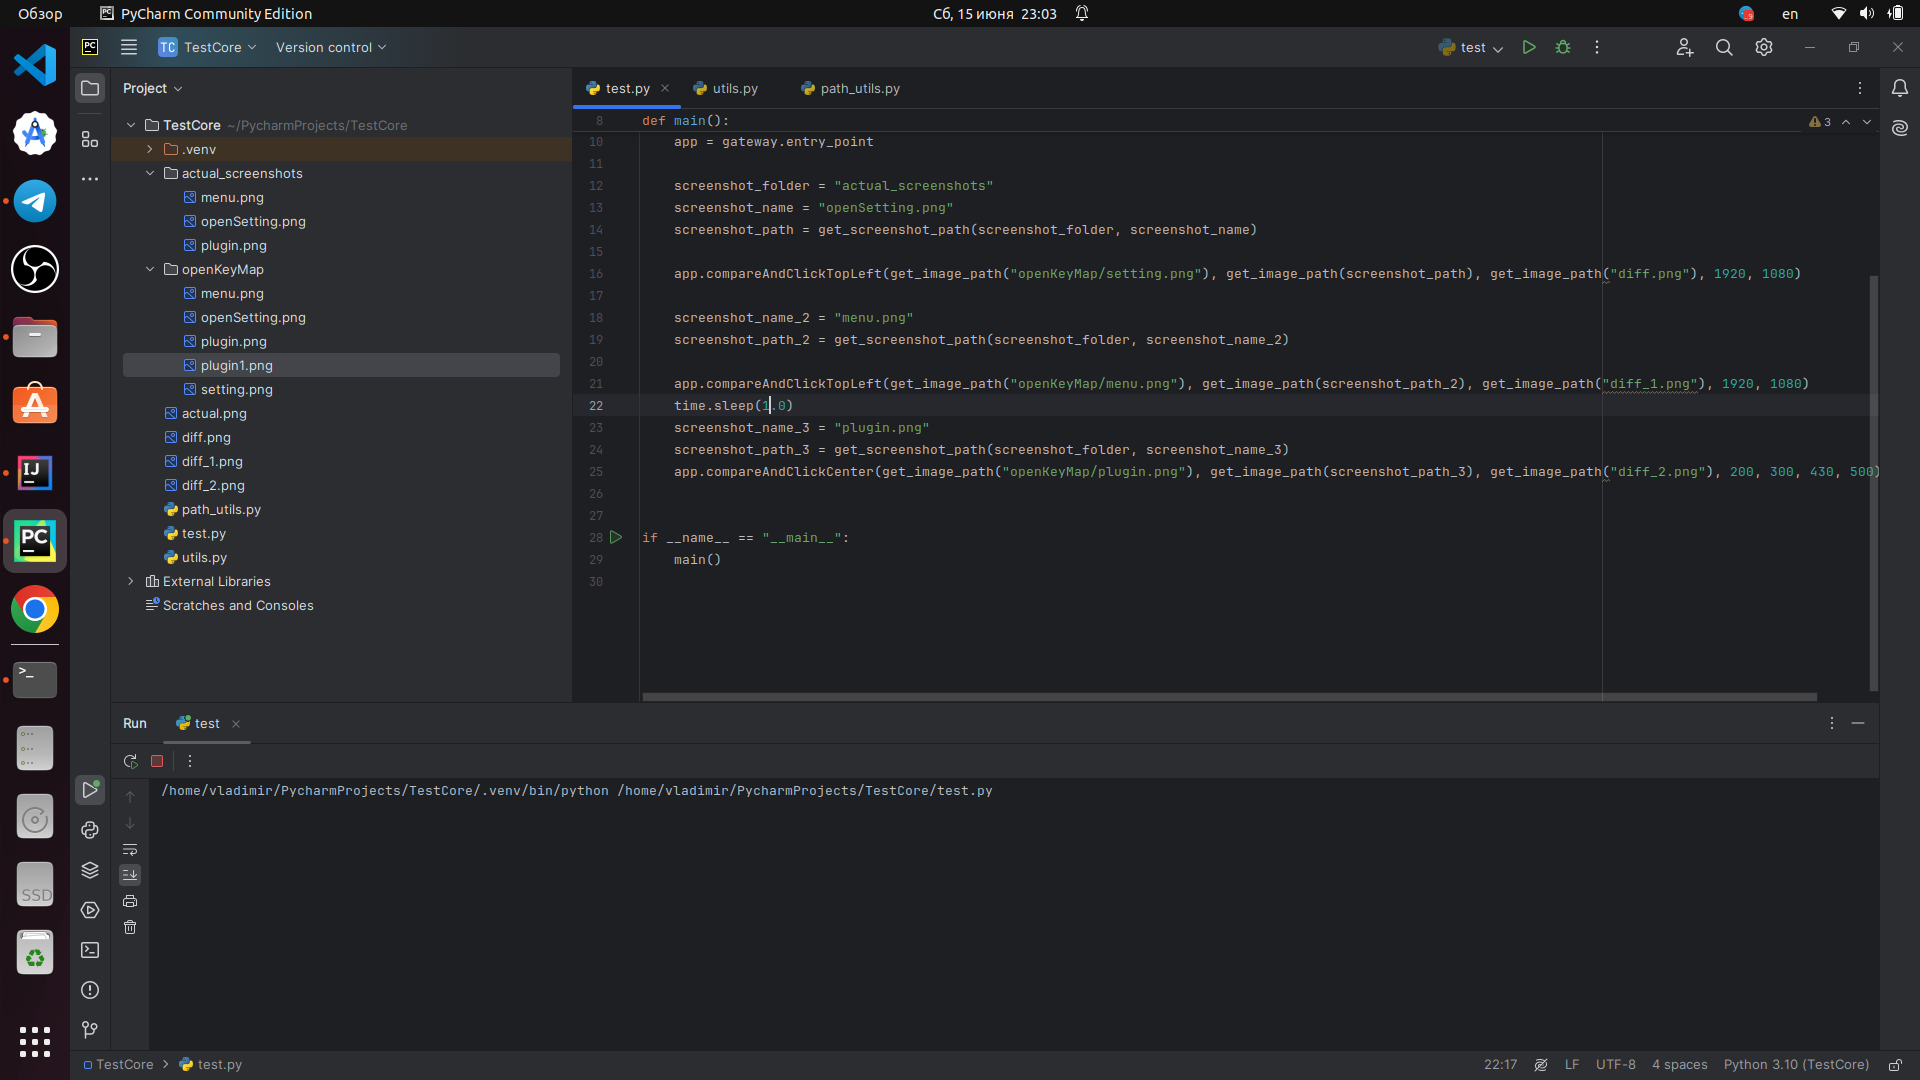 Обзор PyCharm Community Edition Сб, 15 июня 23:03 en
PC TC TestCore Version control test
Project
TestCore ~/PycharmProjects/TestCore
.venv
actual_screenshots
menu.png
openSetting.png
plugin.png
openKeyMap
menu.png
openSetting.png
plugin.png
plugin1.png
setting.png
actual.png
diff.png
diff_1.png
diff_2.png
path_utils.py
test.py
utils.py
External Libraries
Scratches and Consoles
test.py utils.py path_utils.py
8 def main(): 3
10 app = gateway.entry_point
11
12 screenshot_folder = "actual_screenshots"
13 screenshot_name = "openSetting.png"
14 screenshot_path = get_screenshot_path(screenshot_folder, screenshot_name)
15
16 app.compareAndClickTopLeft(get_image_path("openKeyMap/setting.png"), get_image_path(screenshot_path), get_image_path("diff.png"), 1920, 1080)
17
18 screenshot_name_2 = "menu.png"
19 screenshot_path_2 = get_screenshot_path(screenshot_folder, screenshot_name_2)
20
21 app.compareAndClickTopLeft(get_image_path("openKeyMap/menu.png"), get_image_path(screenshot_path_2), get_image_path("diff_1.png"), 1920, 1080)
22 time.sleep(1.0)
23 screenshot_name_3 = "plugin.png"
24 screenshot_path_3 = get_screenshot_path(screenshot_folder, screenshot_name_3)
25 app.compareAndClickCenter(get_image_path("openKeyMap/plugin.png"), get_image_path(screenshot_path_3), get_image_path("diff_2.png"), 200, 300, 430, 500)
26
27
28 if __name__ == "__main__":
29 main()
30
IJ
PC
>_
SSD
Run test
/home/vladimir/PycharmProjects/TestCore/.venv/bin/python /home/vladimir/PycharmProjects/TestCore/test.py
TestCore test.py 22:17 LF UTF-8 4 spaces Python 3.10 (TestCore)